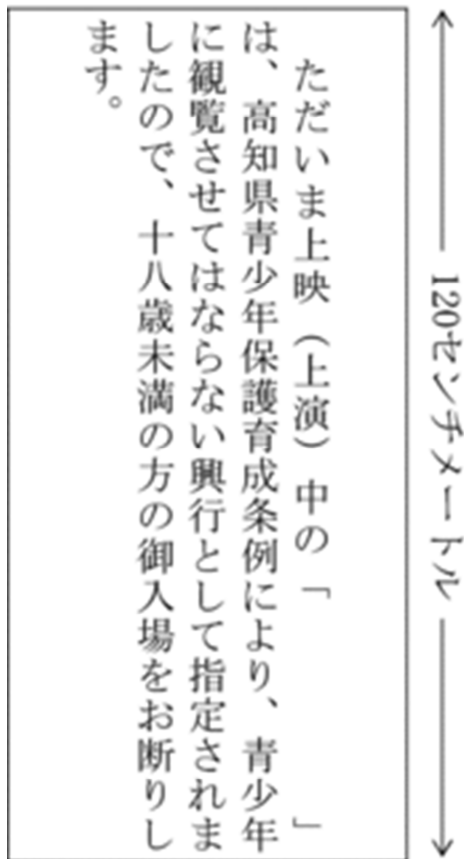 ただいま上映（上演）中の「　　　　　」
は、高知県青少年保護育成条例により、青少年
に観覧させてはならない興行として指定されま
したので、十八歳未満の方の御入場をお断りし
ます。
120センチメートル